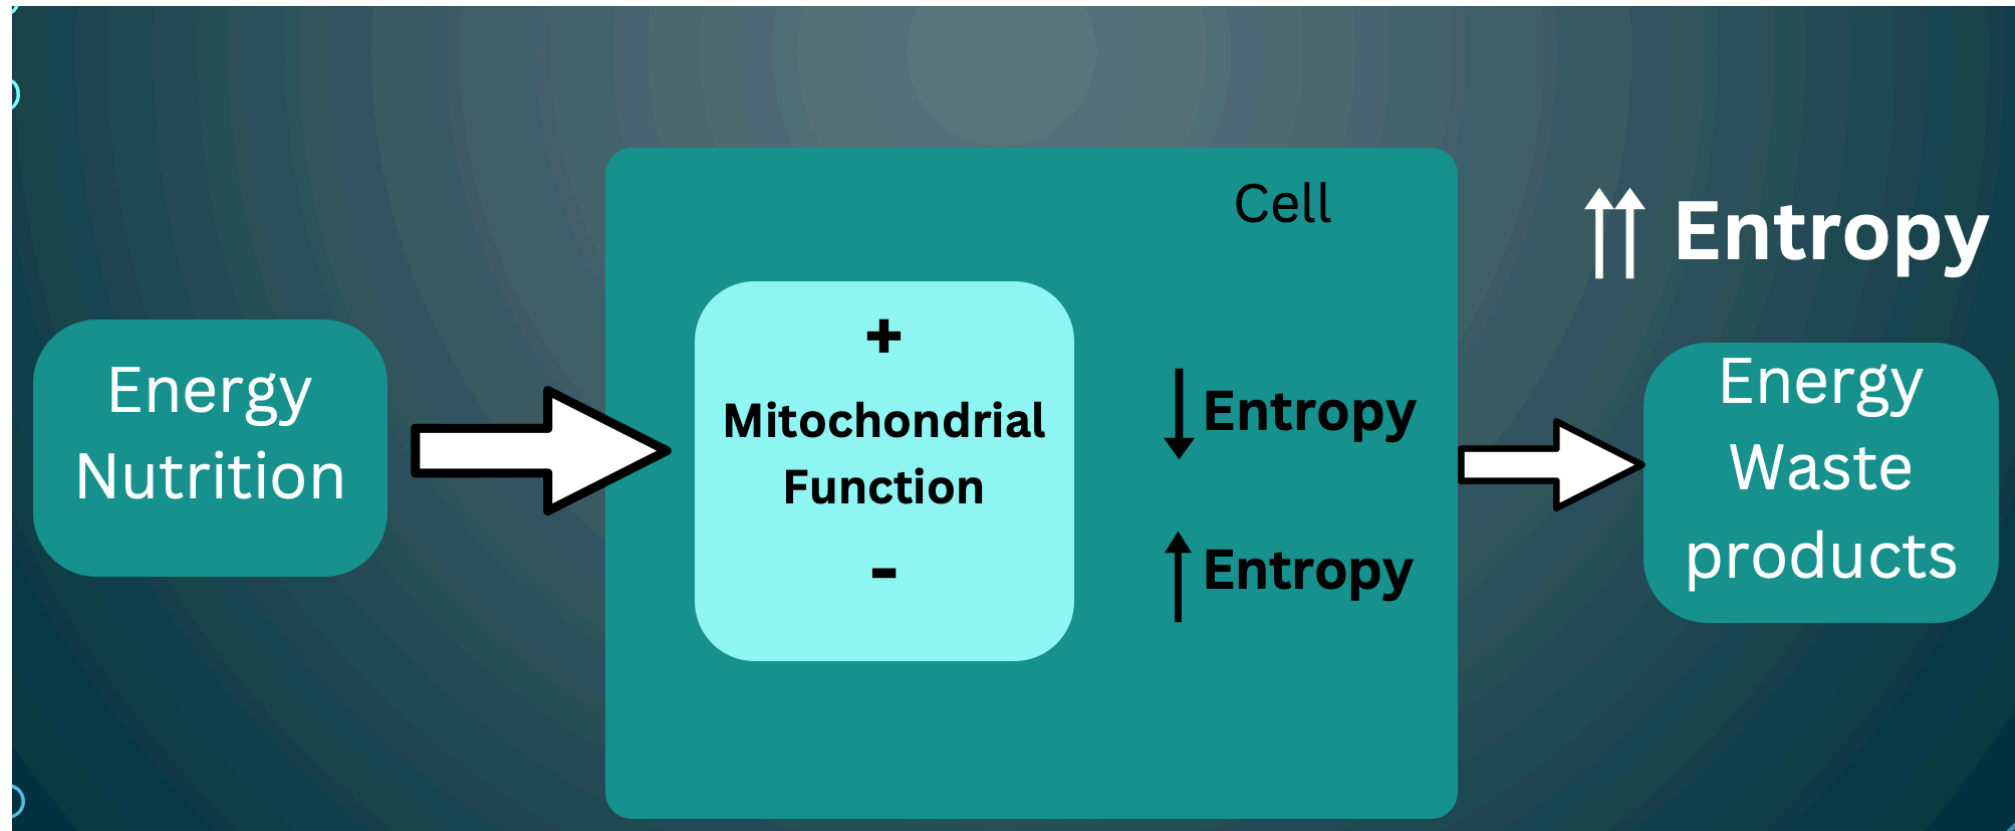 Energy
Nutrition
Cell
+
Mitochondrial
Function
-
↓ Entropy
↑ Entropy
↑↑ Entropy
Energy
Waste
products